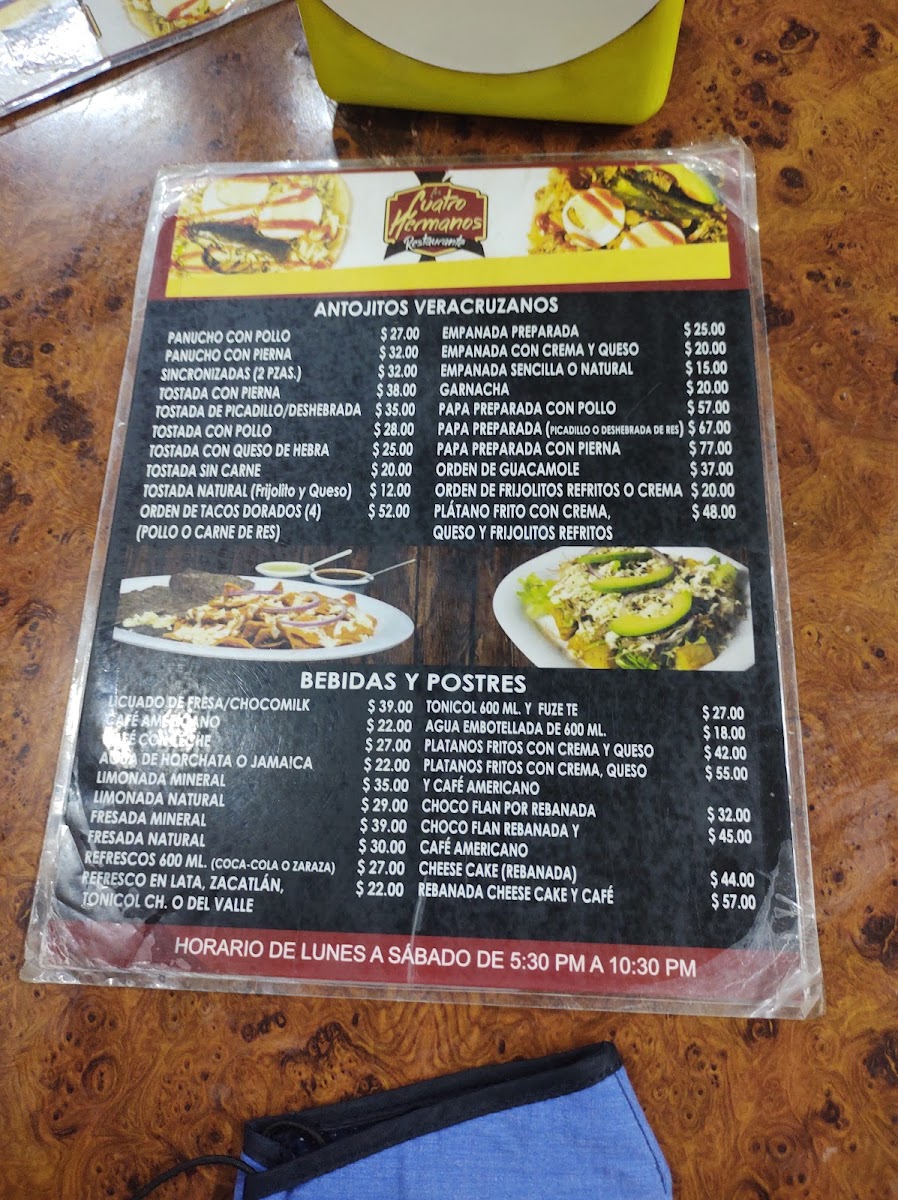 Los
Cuatro
Hermanos
Restaurante
ANTOJITOS VERACRUZANOS
PANUCHO CON POLLO $ 27.00
PANUCHO CON PIERNA $ 32.00
SINCRONIZADAS (2 PZAS.) $ 32.00
TOSTADA CON PIERNA $ 38.00
TOSTADA DE PICADILLO/DESHEBRADA $ 35.00
TOSTADA CON POLLO $ 28.00
TOSTADA CON QUESO DE HEBRA $ 25.00
TOSTADA SIN CARNE $ 20.00
TOSTADA NATURAL (Frijolito y Queso) $ 12.00
ORDEN DE TACOS DORADOS (4) $ 52.00
(POLLO O CARNE DE RES)
EMPANADA PREPARADA $ 25.00
EMPANADA CON CREMA Y QUESO $ 20.00
EMPANADA SENCILLA O NATURAL $ 15.00
GARNACHA $ 20.00
PAPA PREPARADA CON POLLO $ 57.00
PAPA PREPARADA (PICADILLO O DESHEBRADA DE RES) $ 67.00
PAPA PREPARADA CON PIERNA $ 77.00
ORDEN DE GUACAMOLE $ 37.00
ORDEN DE FRIJOLITOS REFRITOS O CREMA $ 20.00
PLÁTANO FRITO CON CREMA, $ 48.00
QUESO Y FRIJOLITOS REFRITOS
BEBIDAS Y POSTRES
LICUADO DE FRESA/CHOCOMILK $ 39.00
CAFÉ AMERICANO $ 22.00
CAFÉ CON LECHE $ 27.00
AGUA DE HORCHATA O JAMAICA $ 22.00
LIMONADA MINERAL $ 35.00
LIMONADA NATURAL $ 29.00
FRESADA MINERAL $ 39.00
FRESADA NATURAL $ 30.00
REFRESCOS 600 ML. (COCA-COLA O ZARAZA) $ 27.00
REFRESCO EN LATA, ZACATLÁN, $ 22.00
TONICOL CH. O DEL VALLE
TONICOL 600 ML. Y FUZE TE $ 27.00
AGUA EMBOTELLADA DE 600 ML. $ 18.00
PLATANOS FRITOS CON CREMA Y QUESO $ 42.00
PLATANOS FRITOS CON CREMA, QUESO $ 55.00
Y CAFÉ AMERICANO
CHOCO FLAN POR REBANADA $ 32.00
CHOCO FLAN REBANADA Y $ 45.00
CAFÉ AMERICANO
CHEESE CAKE (REBANADA) $ 44.00
REBANADA CHEESE CAKE Y CAFÉ $ 57.00
HORARIO DE LUNES A SÁBADO DE 5:30 PM A 10:30 PM